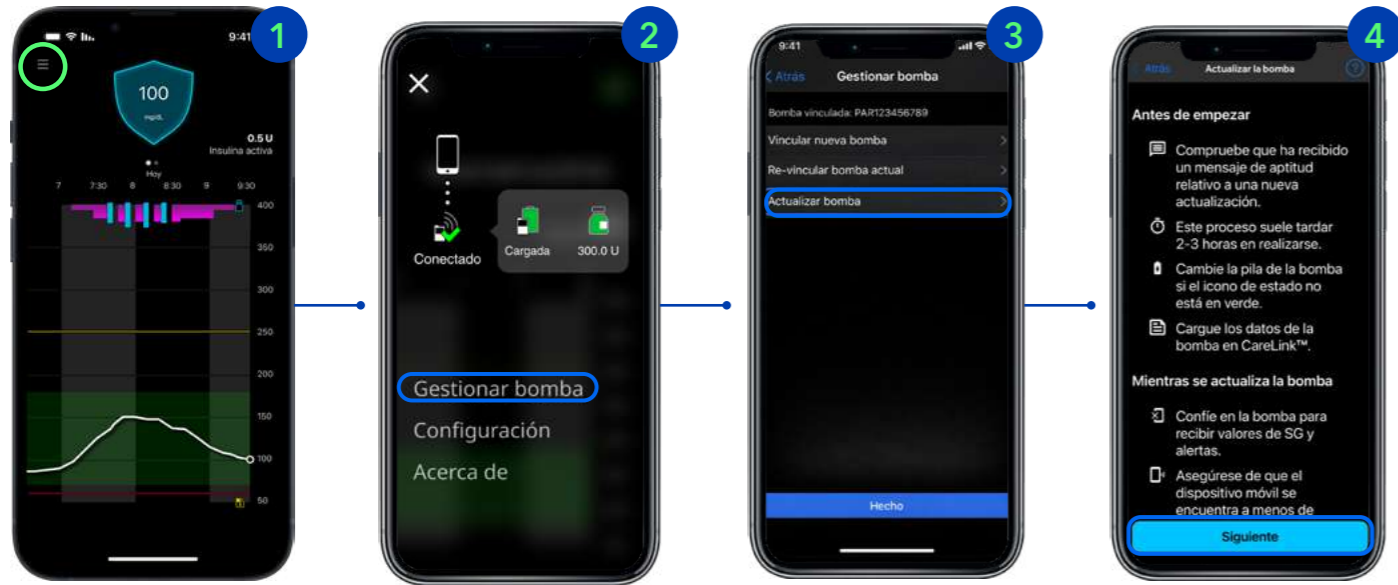 1
9:41
100
mg/dL
0.5 U
Insulina activa
Hoy
7 7:30 8 8:30 9 9:30
400
350
300
250
200
150
100
50
2
Conectado
Cargada
300.0 U
Gestionar bomba
Configuración
Acerca de
3
9:41
Atrás Gestionar bomba
Bomba vinculada: PAR123456789
Vincular nueva bomba
Re-vincular bomba actual
Actualizar bomba
Hecho
4
Atrás Actualizar la bomba ?
Antes de empezar
Compruebe que ha recibido
un mensaje de aptitud
relativo a una nueva
actualización.
Este proceso suele tardar
2-3 horas en realizarse.
Cambie la pila de la bomba
si el icono de estado no
está en verde.
Cargue los datos de la
bomba en CareLink™.
Mientras se actualiza la bomba
Confíe en la bomba para
recibir valores de SG y
alertas.
Asegúrese de que el
dispositivo móvil se
encuentra a menos de
Siguiente